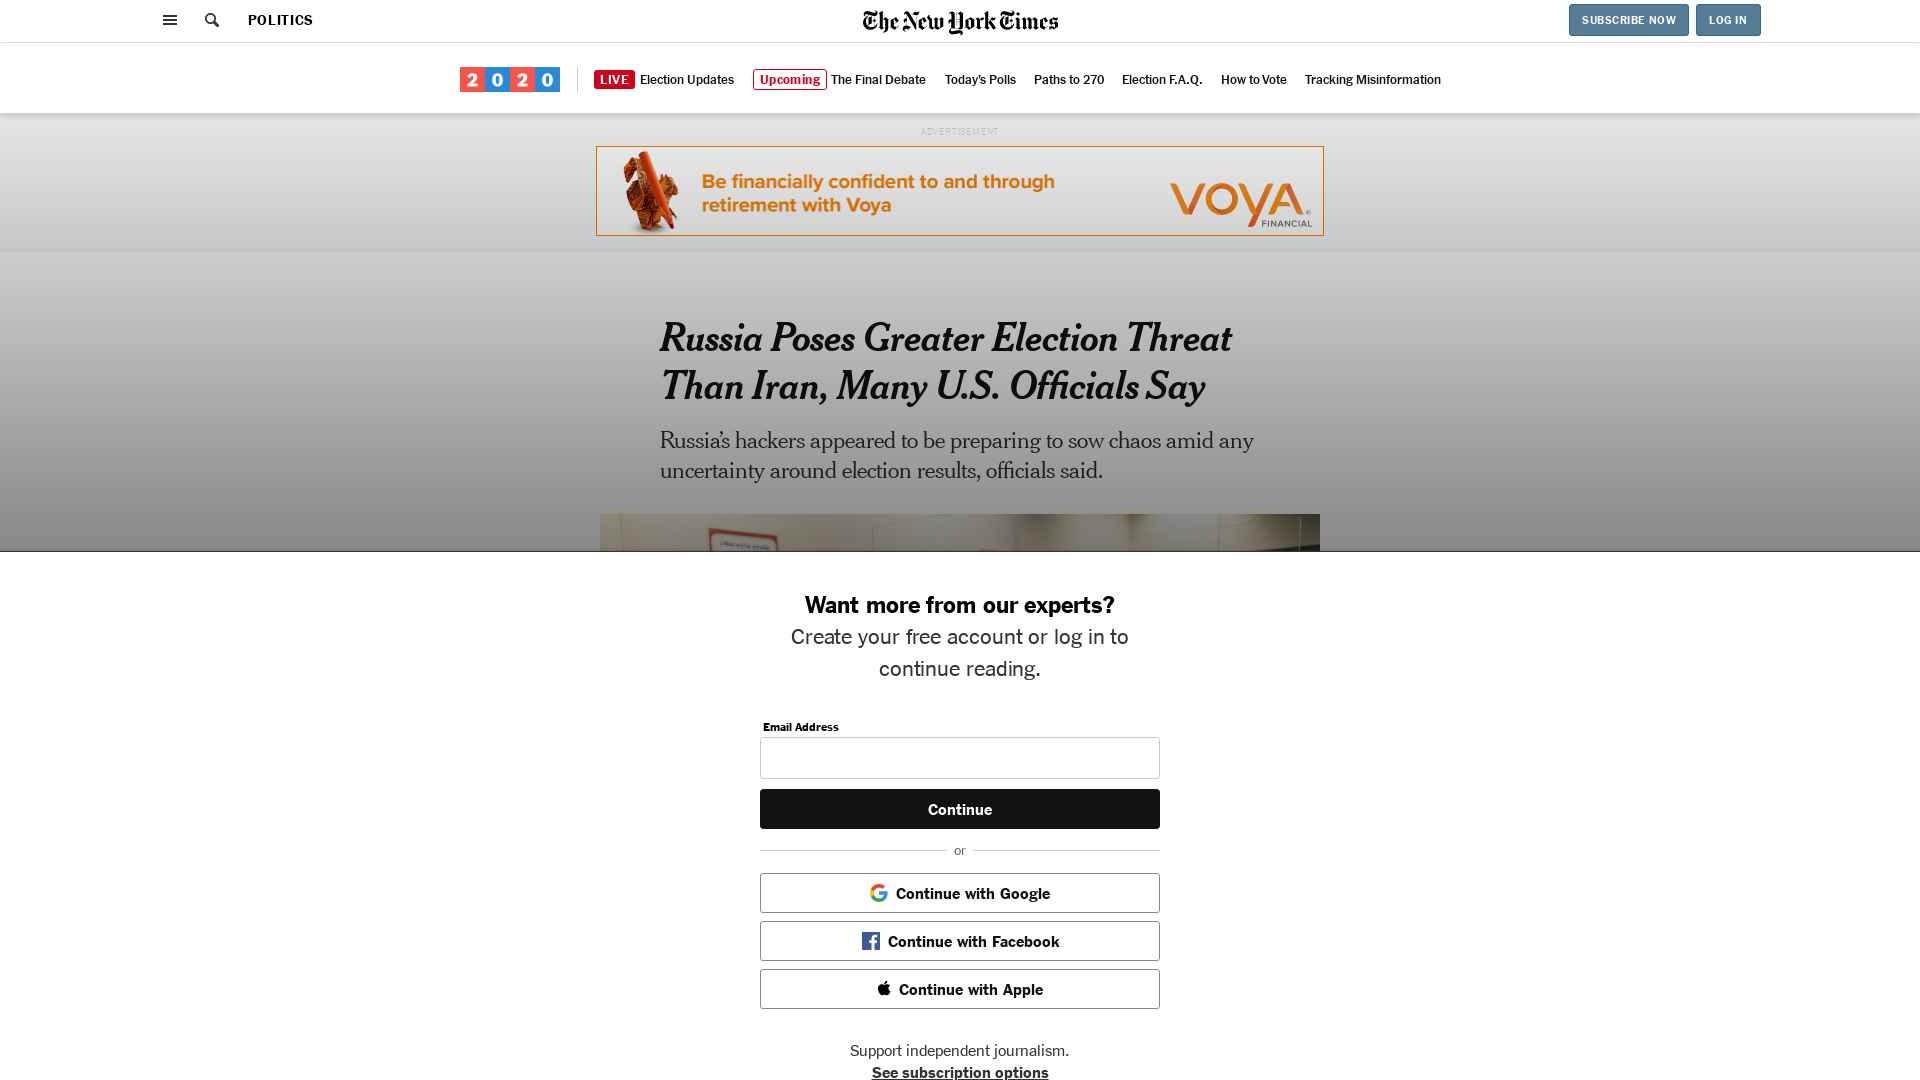 POLITICS
The New York Times
SUBSCRIBE NOW
LOG IN
2020
LIVE Election Updates
Upcoming The Final Debate
Today's Polls
Paths to 270
Election F.A.Q.
How to Vote
Tracking Misinformation
ADVERTISEMENT
Be financially confident to and through
retirement with Voya
VOYA
FINANCIAL
Russia Poses Greater Election Threat
Than Iran, Many U.S. Officials Say
Russia’s hackers appeared to be preparing to sow chaos amid any
uncertainty around election results, officials said.
Want more from our experts?
Create your free account or log in to
continue reading.
Email Address
Continue
or
Continue with Google
Continue with Facebook
Continue with Apple
Support independent journalism.
See subscription options